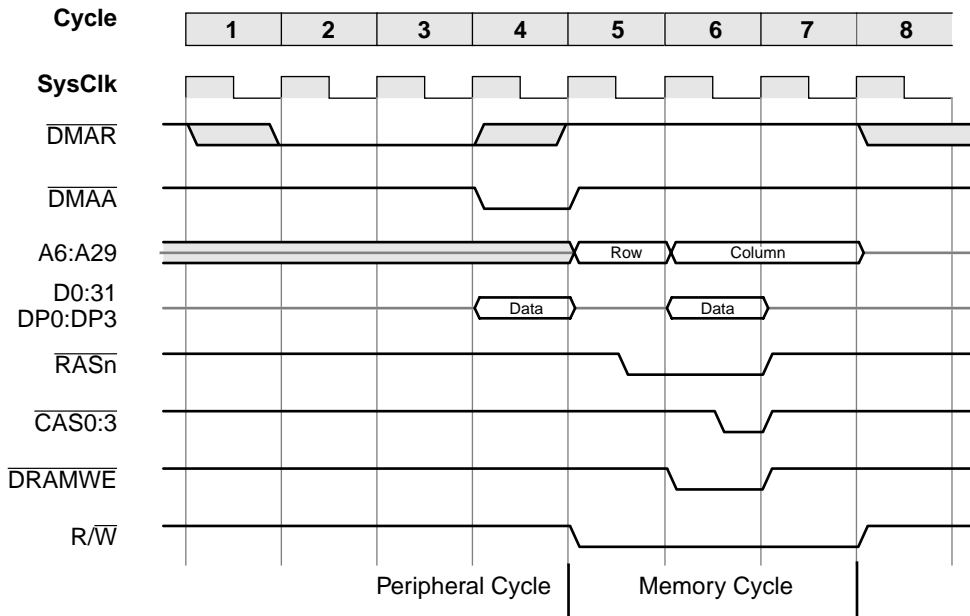 Cycle 1 2 3 4 5 6 7 8
SysClk
DMAR
DMAA
A6:A29 Row Column
D0:31
DP0:DP3 Data Data
RASn
CAS0:3
DRAMWE
R/W
Peripheral Cycle Memory Cycle